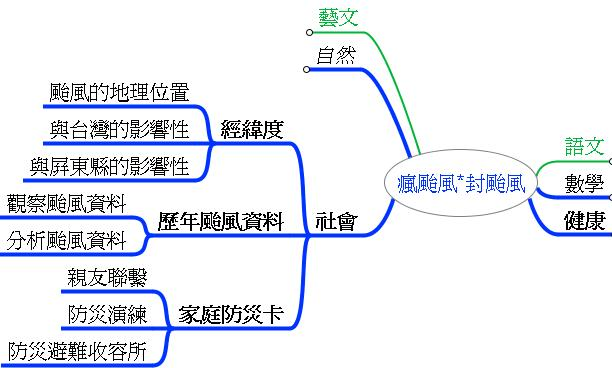 藝文
自然
颱風的地理位置
與台灣的影響性
經緯度
與屏東縣的影響性
觀察颱風資料
歷年颱風資料
社會
分析颱風資料
親友聯繫
防災演練
家庭防災卡
防災避難收容所
瘋颱風*封颱風
語文
數學
健康